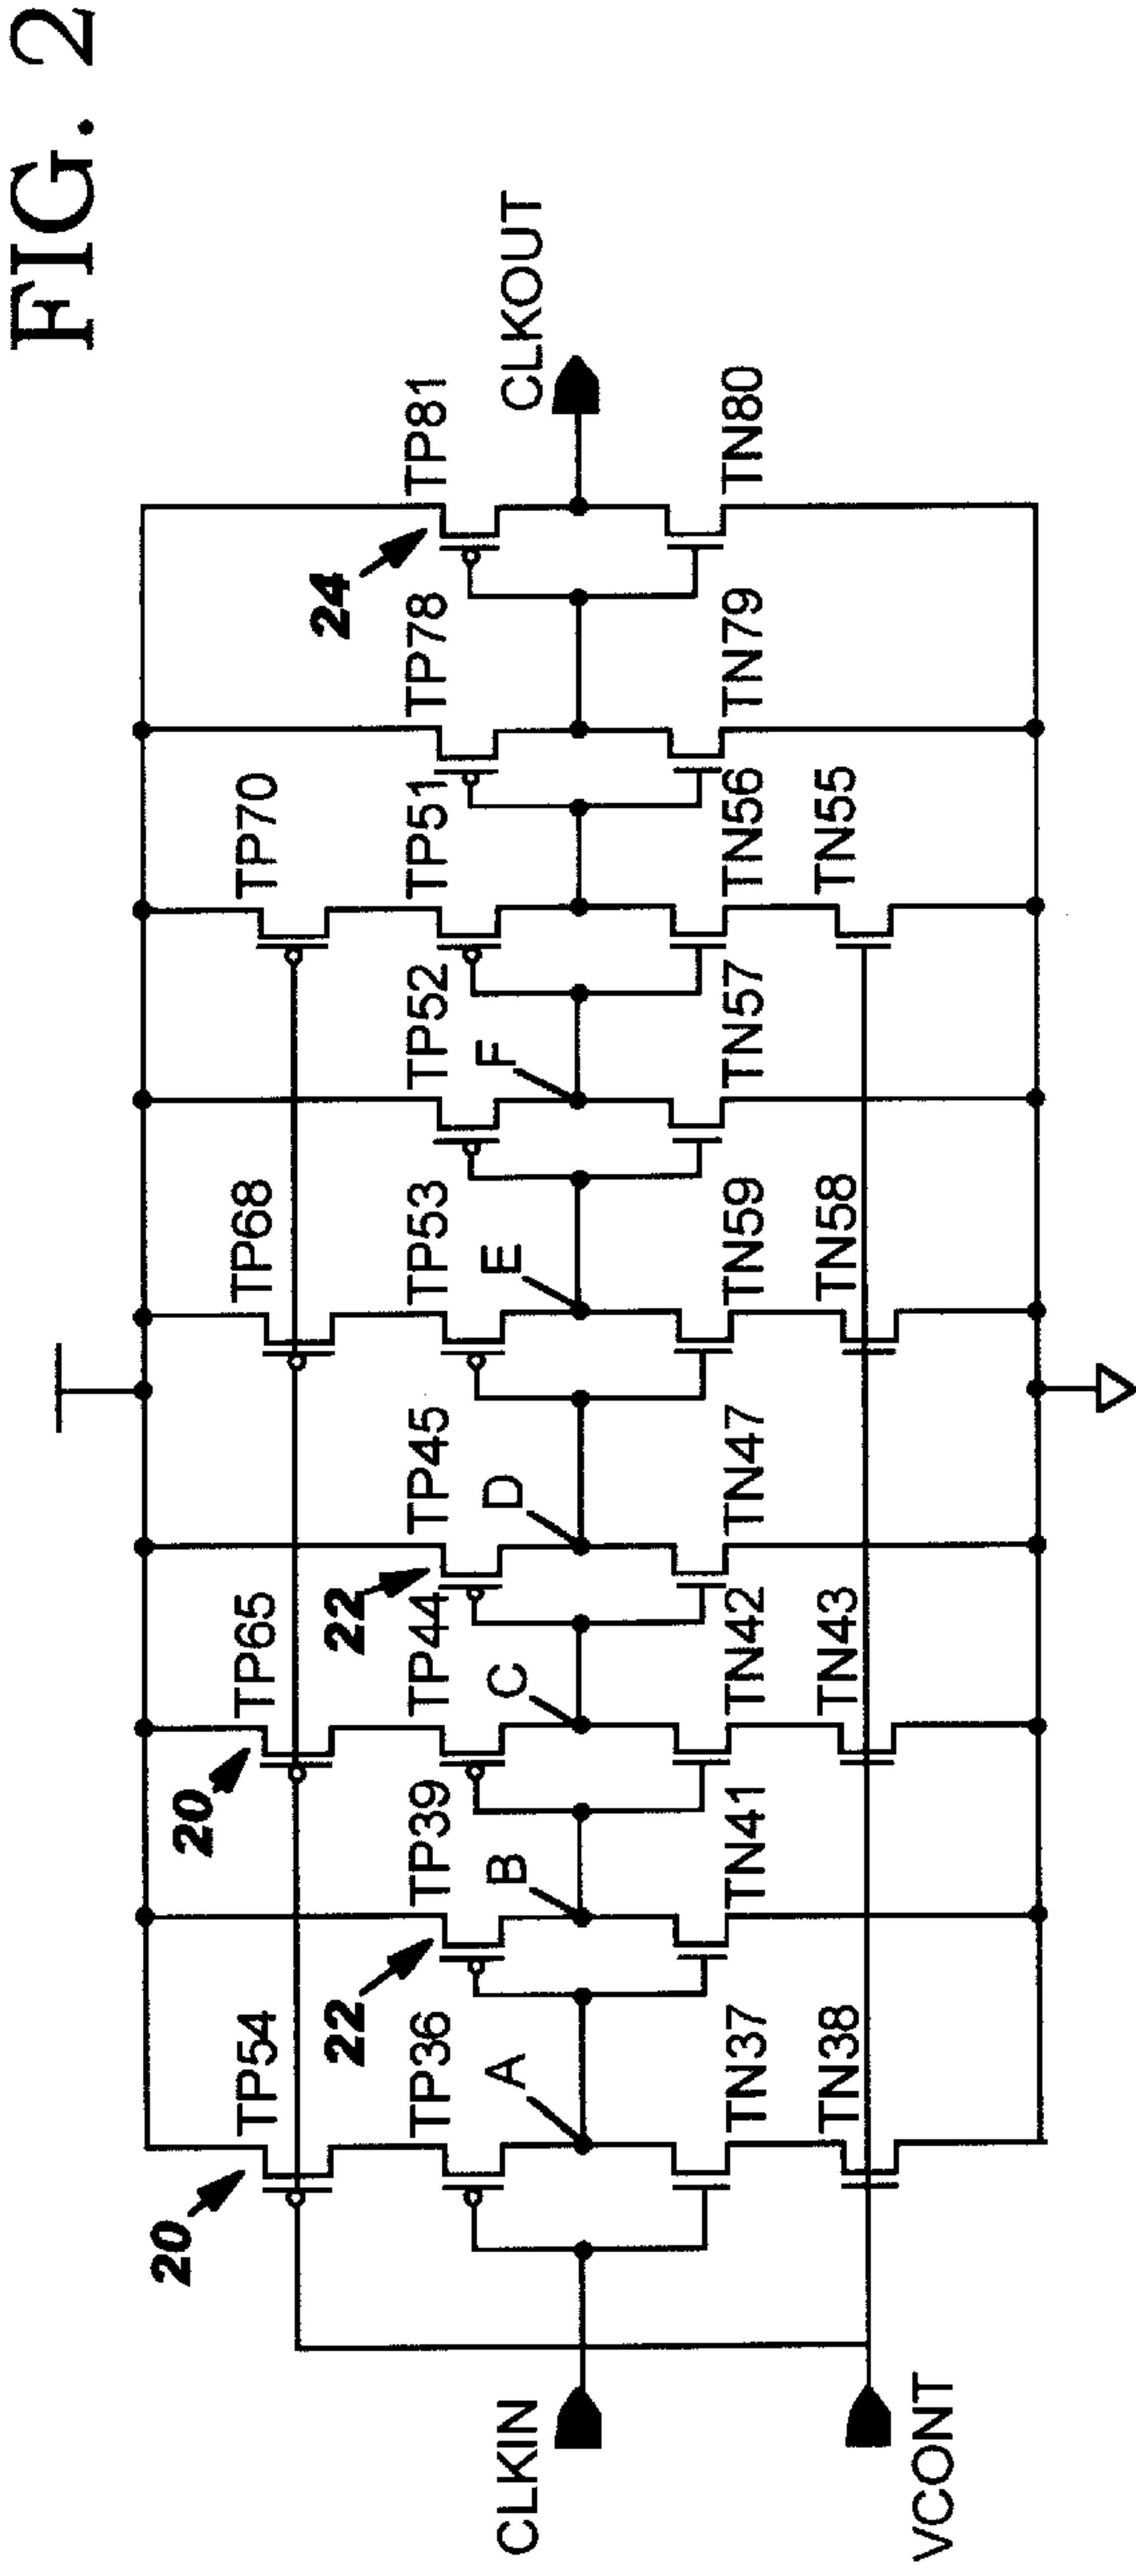 FIG. 2
20
TP54
20
TP65
TP68
TP70
22
TP36
TP39
22
TP44
TP45
TP53
TP52
TP51
TP78
24
TP81
CLKIN
A
B
C
D
E
F
CLKOUT
TN37
TN41
TN42
TN47
TN59
TN57
TN56
TN79
TN80
VCONT
TN38
TN43
TN58
TN55